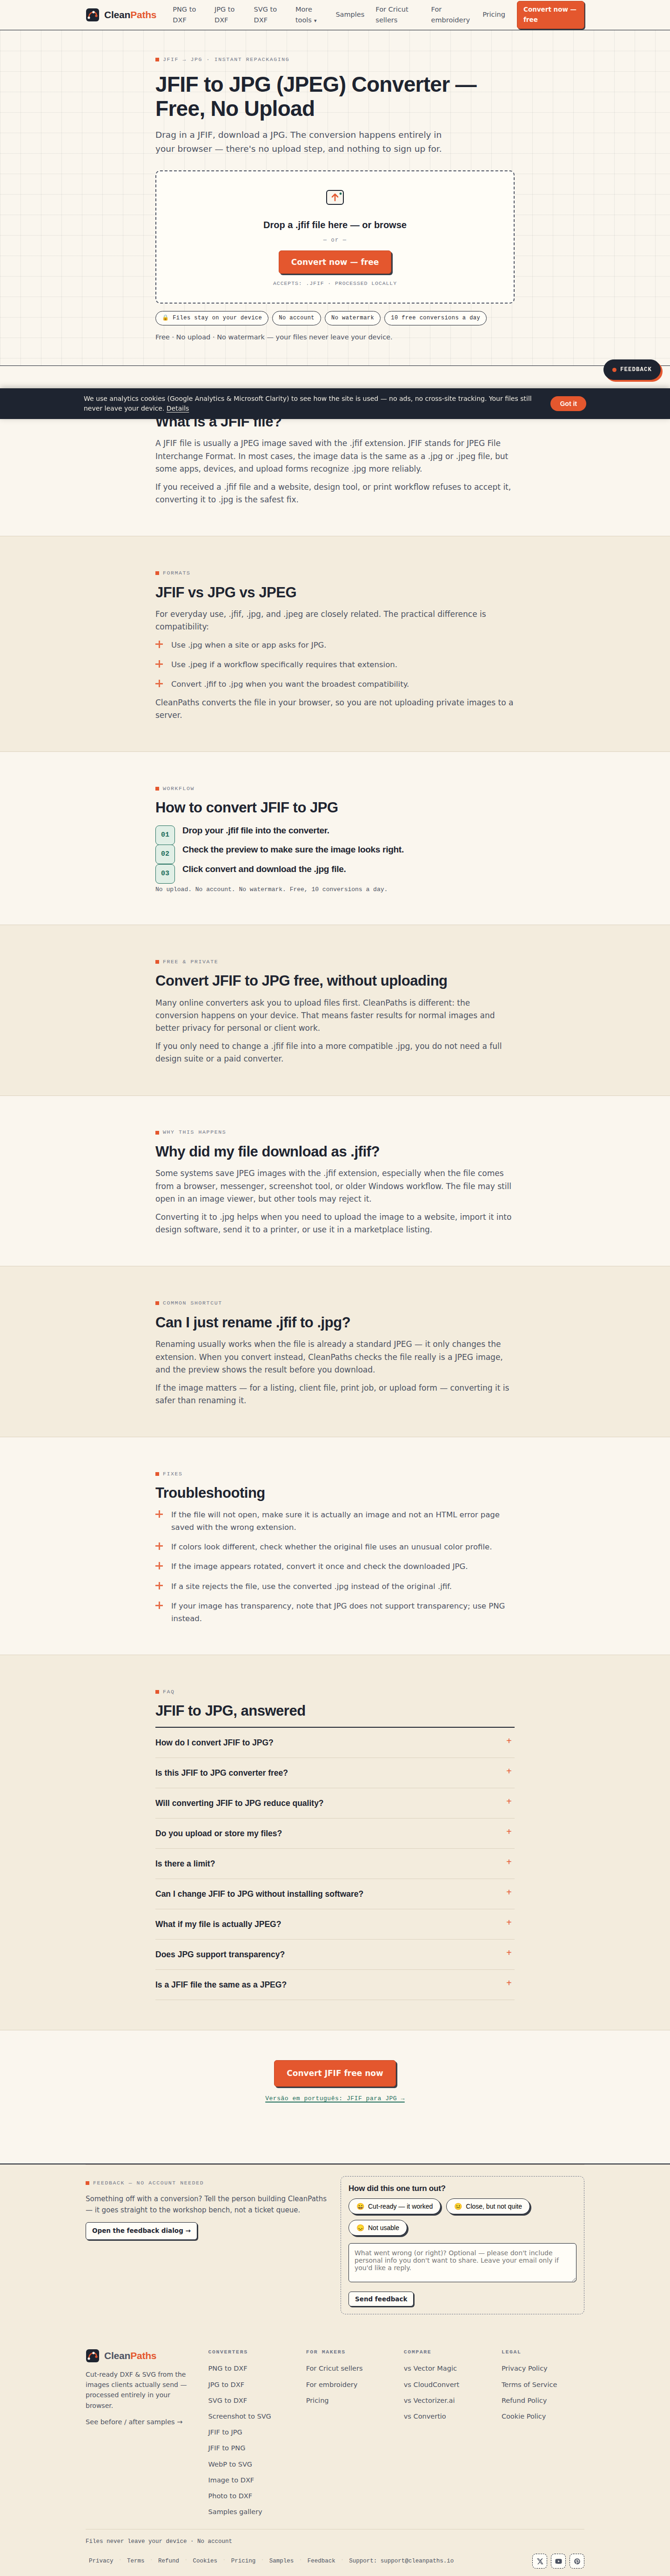 CleanPaths
PNG to DXF
JPG to DXF
SVG to DXF
More tools ▾
Samples
For Cricut sellers
For embroidery
Pricing
Convert now — free
JFIF → JPG · INSTANT REPACKAGING
JFIF to JPG (JPEG) Converter —
Free, No Upload
Drag in a JFIF, download a JPG. The conversion happens entirely in
your browser — there's no upload step, and nothing to sign up for.
Drop a .jfif file here — or browse
— or —
Convert now — free
ACCEPTS: .JFIF · PROCESSED LOCALLY
🔒 Files stay on your device
No account
No watermark
10 free conversions a day
Free · No upload · No watermark — your files never leave your device.
FEEDBACK
We use analytics cookies (Google Analytics & Microsoft Clarity) to see how the site is used — no ads, no cross-site tracking. Your files still
never leave your device. Details
Got it
What is a JFIF file?
A JFIF file is usually a JPEG image saved with the .jfif extension. JFIF stands for JPEG File
Interchange Format. In most cases, the image data is the same as a .jpg or .jpeg file, but
some apps, devices, and upload forms recognize .jpg more reliably.
If you received a .jfif file and a website, design tool, or print workflow refuses to accept it,
converting it to .jpg is the safest fix.
FORMATS
JFIF vs JPG vs JPEG
For everyday use, .jfif, .jpg, and .jpeg are closely related. The practical difference is
compatibility:
Use .jpg when a site or app asks for JPG.
Use .jpeg if a workflow specifically requires that extension.
Convert .jfif to .jpg when you want the broadest compatibility.
CleanPaths converts the file in your browser, so you are not uploading private images to a
server.
WORKFLOW
How to convert JFIF to JPG
01 Drop your .jfif file into the converter.
02 Check the preview to make sure the image looks right.
03 Click convert and download the .jpg file.
No upload. No account. No watermark. Free, 10 conversions a day.
FREE & PRIVATE
Convert JFIF to JPG free, without uploading
Many online converters ask you to upload files first. CleanPaths is different: the
conversion happens on your device. That means faster results for normal images and
better privacy for personal or client work.
If you only need to change a .jfif file into a more compatible .jpg, you do not need a full
design suite or a paid converter.
WHY THIS HAPPENS
Why did my file download as .jfif?
Some systems save JPEG images with the .jfif extension, especially when the file comes
from a browser, messenger, screenshot tool, or older Windows workflow. The file may still
open in an image viewer, but other tools may reject it.
Converting it to .jpg helps when you need to upload the image to a website, import it into
design software, send it to a printer, or use it in a marketplace listing.
COMMON SHORTCUT
Can I just rename .jfif to .jpg?
Renaming usually works when the file is already a standard JPEG — it only changes the
extension. When you convert instead, CleanPaths checks the file really is a JPEG image,
and the preview shows the result before you download.
If the image matters — for a listing, client file, print job, or upload form — converting it is
safer than renaming it.
FIXES
Troubleshooting
If the file will not open, make sure it is actually an image and not an HTML error page
saved with the wrong extension.
If colors look different, check whether the original file uses an unusual color profile.
If the image appears rotated, convert it once and check the downloaded JPG.
If a site rejects the file, use the converted .jpg instead of the original .jfif.
If your image has transparency, note that JPG does not support transparency; use PNG
instead.
FAQ
JFIF to JPG, answered
How do I convert JFIF to JPG? +
Is this JFIF to JPG converter free? +
Will converting JFIF to JPG reduce quality? +
Do you upload or store my files? +
Is there a limit? +
Can I change JFIF to JPG without installing software? +
What if my file is actually JPEG? +
Does JPG support transparency? +
Is a JFIF file the same as a JPEG? +
Convert JFIF free now
Versão em português: JFIF para JPG →
FEEDBACK — NO ACCOUNT NEEDED
Something off with a conversion? Tell the person building CleanPaths
— it goes straight to the workshop bench, not a ticket queue.
Open the feedback dialog →
How did this one turn out?
😄 Cut-ready — it worked
😐 Close, but not quite
😞 Not usable
What went wrong (or right)? Optional — please don't include
personal info you don't want to share. Leave your email only if
you'd like a reply.
Send feedback
CleanPaths
Cut-ready DXF & SVG from the
images clients actually send —
processed entirely in your
browser.
See before / after samples →
CONVERTERS
PNG to DXF
JPG to DXF
SVG to DXF
Screenshot to SVG
JFIF to JPG
JFIF to PNG
WebP to SVG
Image to DXF
Photo to DXF
Samples gallery
FOR MAKERS
For Cricut sellers
For embroidery
Pricing
COMPARE
vs Vector Magic
vs CloudConvert
vs Vectorizer.ai
vs Convertio
LEGAL
Privacy Policy
Terms of Service
Refund Policy
Cookie Policy
Files never leave your device · No account
Privacy
Terms
Refund
Cookies
Pricing
Samples
Feedback
Support: support@cleanpaths.io